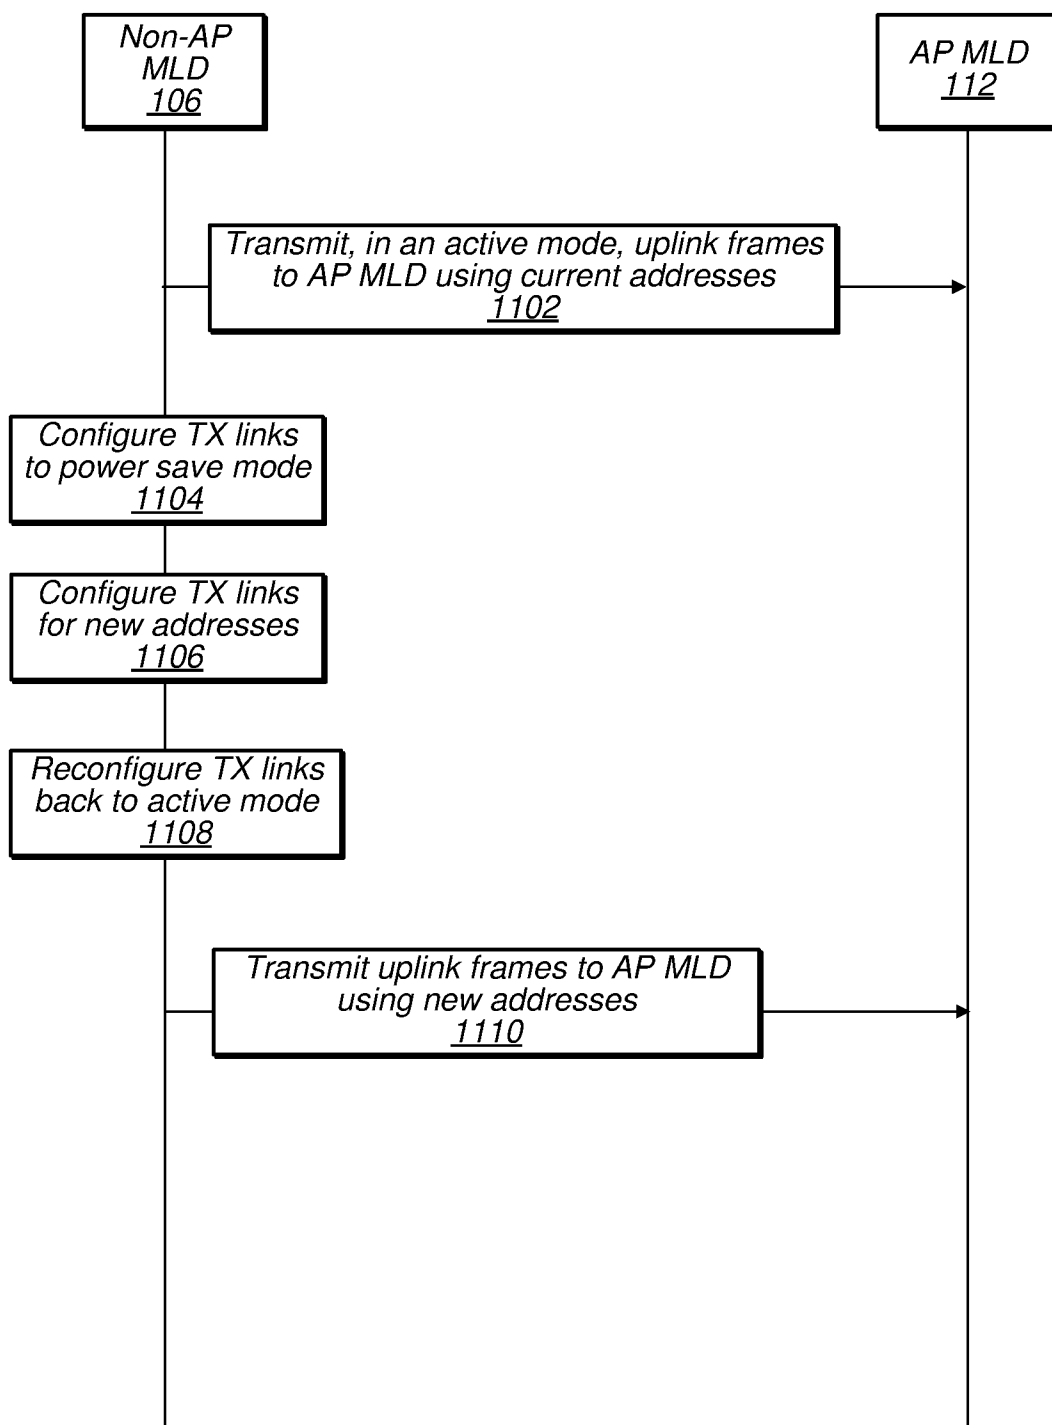 Non-AP
MLD
106
AP MLD
112
Transmit, in an active mode, uplink frames
to AP MLD using current addresses
1102
Configure TX links
to power save mode
1104
Configure TX links
for new addresses
1106
Reconfigure TX links
back to active mode
1108
Transmit uplink frames to AP MLD
using new addresses
1110